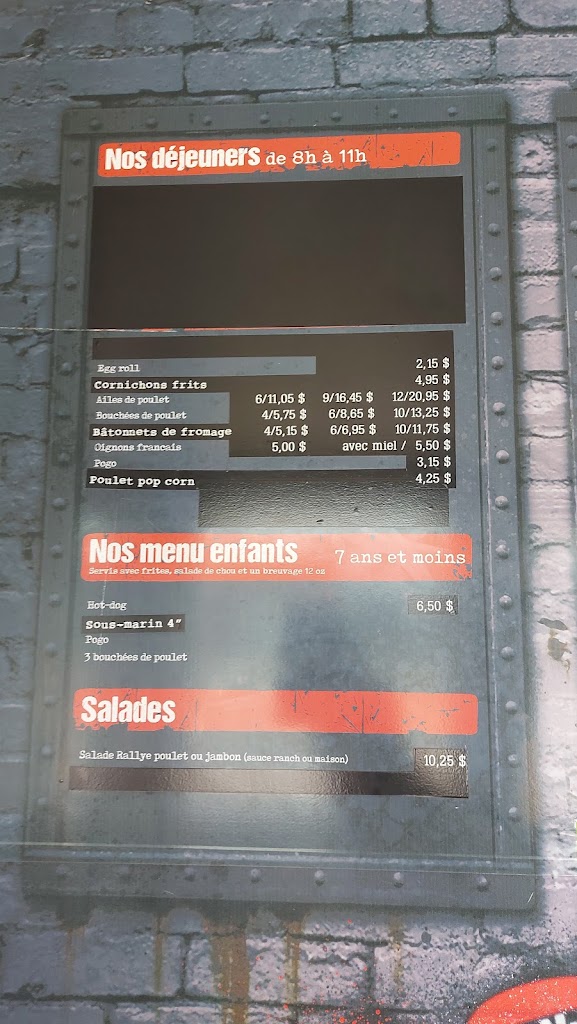 Nos déjeuners de 8h à 11h
Egg roll 2,15 $
Cornichons frits 4,95 $
Ailes de poulet 6/11,05 $ 9/16,45 $ 12/20,95 $
Bouchées de poulet 4/5,75 $ 6/8,65 $ 10/13,25 $
Bâtonnets de fromage 4/5,15 $ 6/6,95 $ 10/11,75 $
Oignons francais 5,00 $ avec miel / 5,50 $
Pogo 3,15 $
Poulet pop corn 4,25 $
Nos menu enfants 7 ans et moins
Servis avec frites, salade de chou et un breuvage 12 oz
Hot-dog 6,50 $
Sous-marin 4"
Pogo
3 bouchées de poulet
Salades
Salade Rallye poulet ou jambon (sauce ranch ou maison) 10,25 $